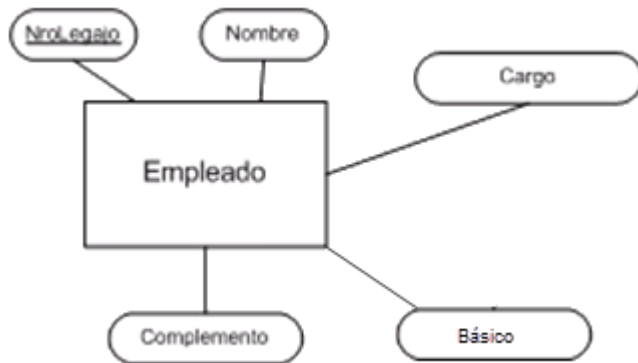 NroLegajo
Nombre
Cargo
Empleado
Complemento
Básico